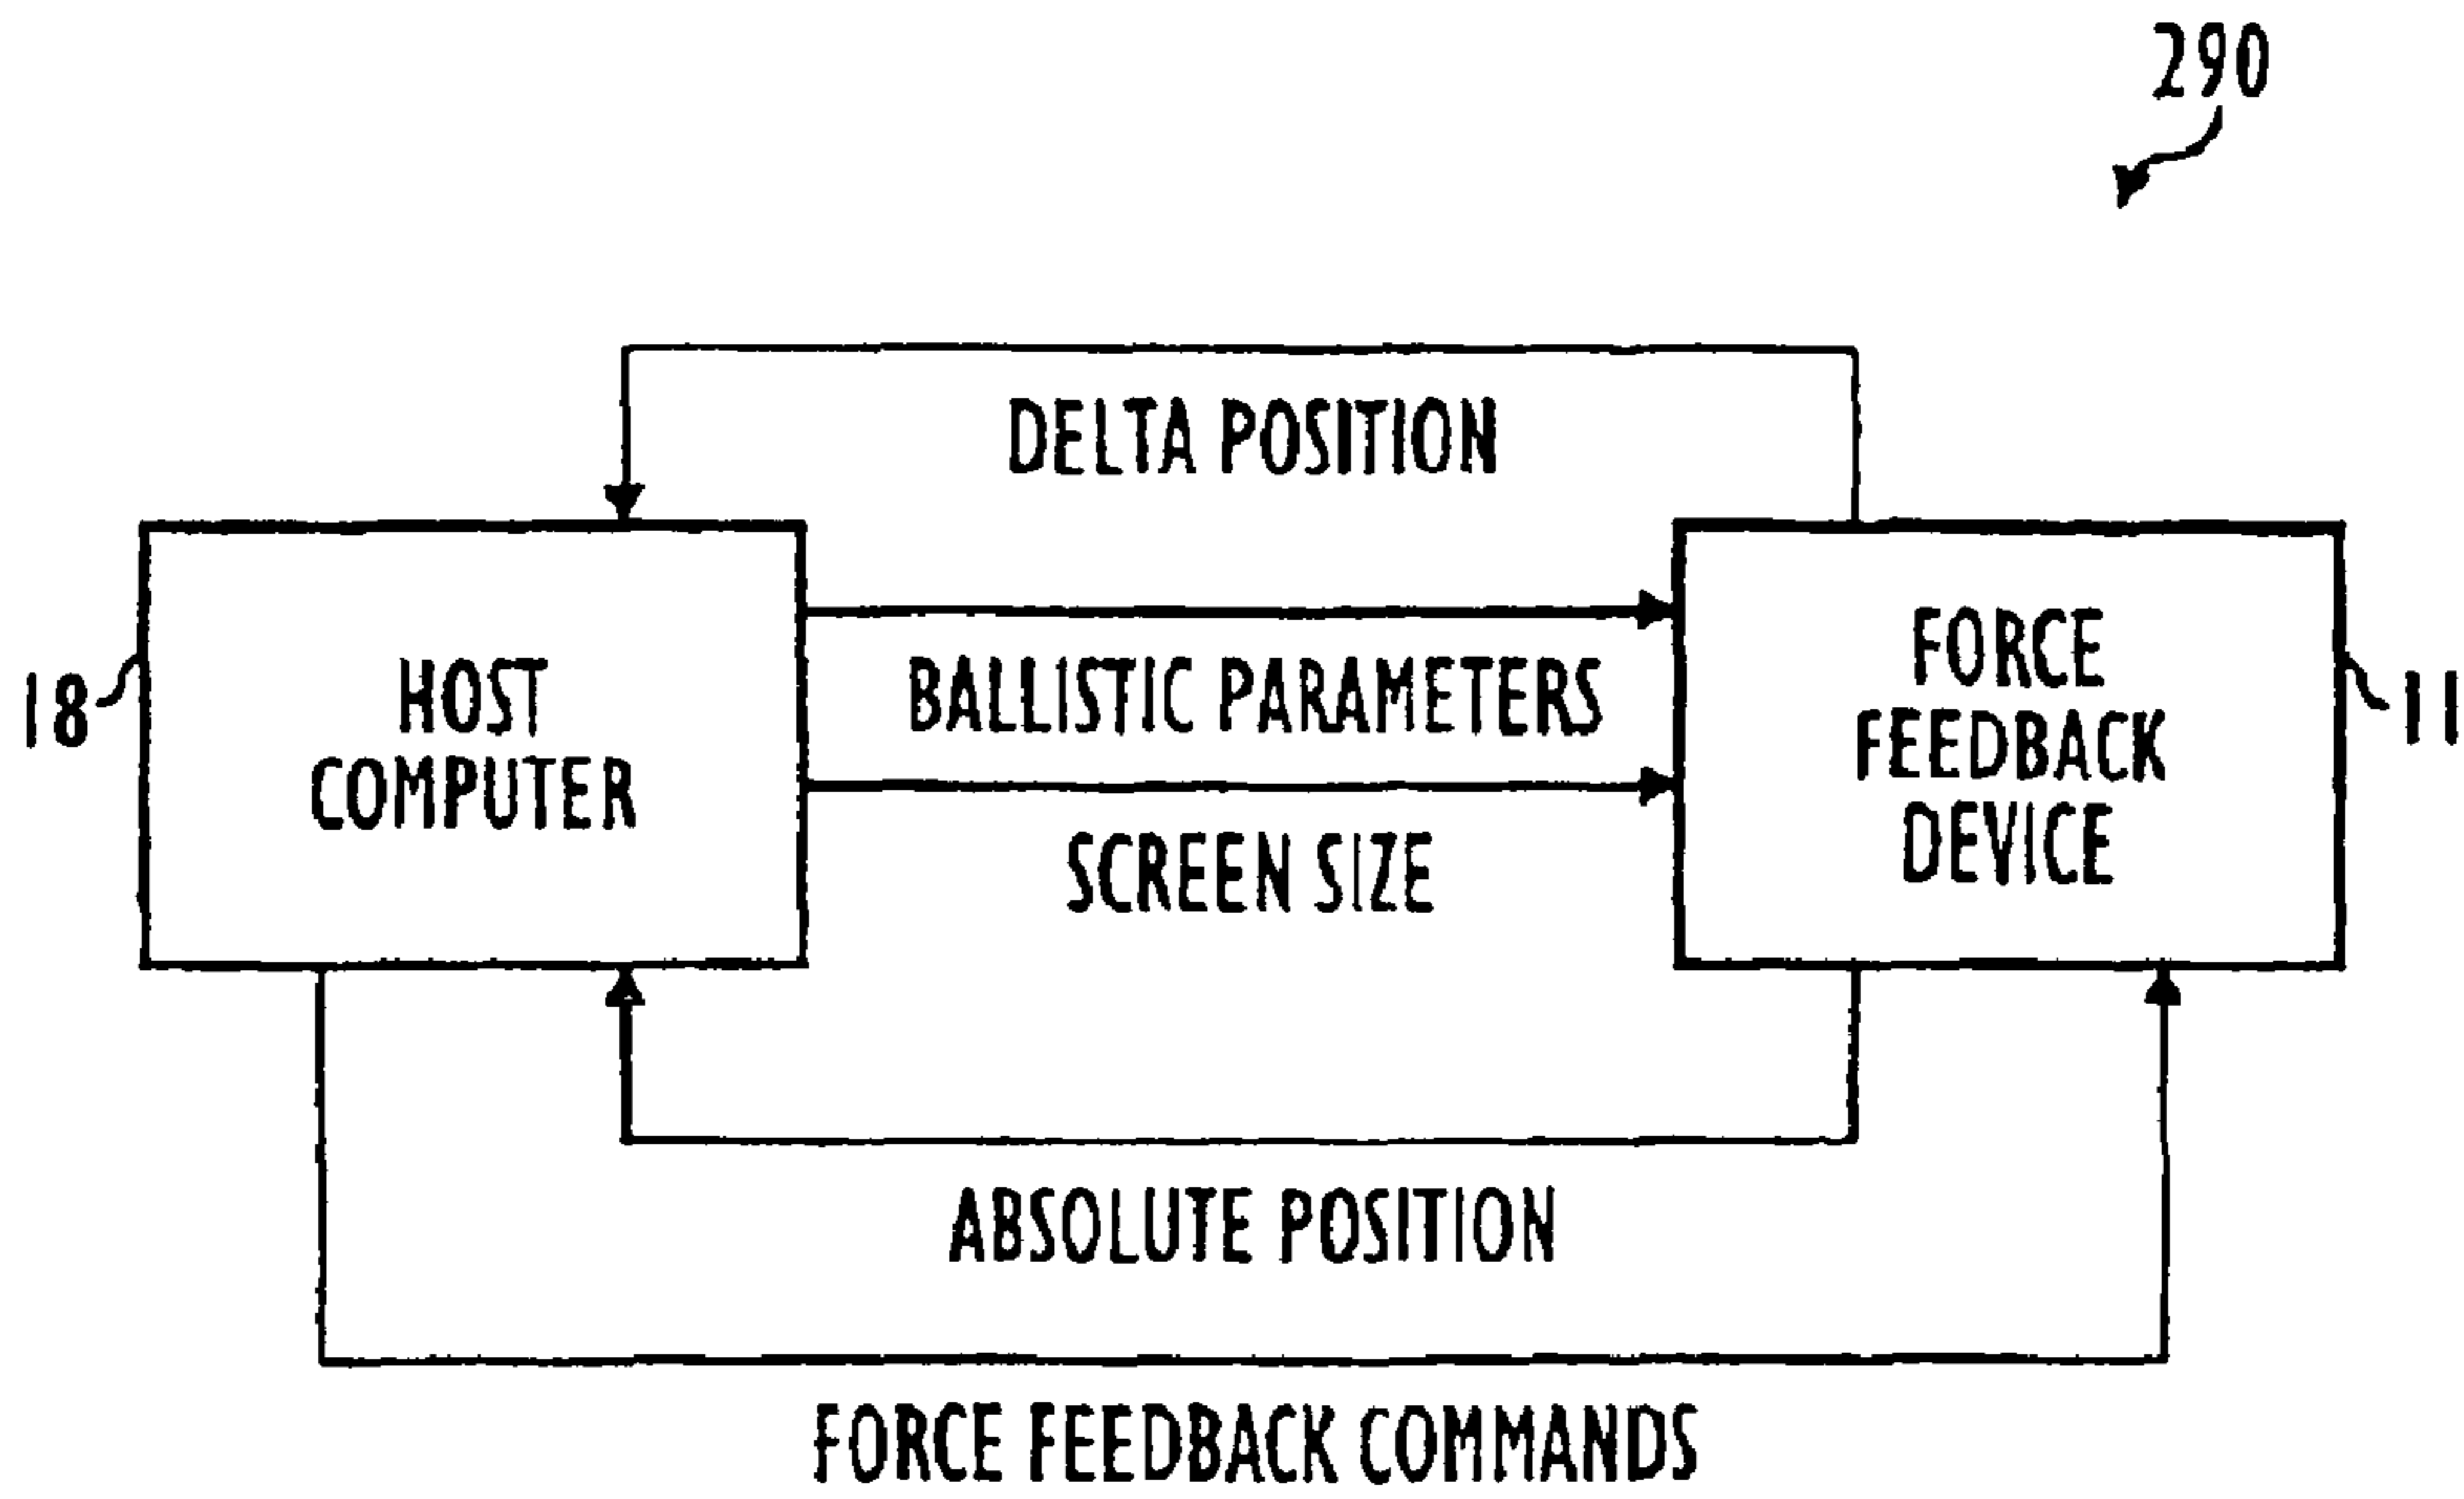 290
DELTA POSITION
18
HOST
COMPUTER
BALLISTIC PARAMETERS
SCREEN SIZE
FORCE
FEEDBACK
DEVICE
11
ABSOLUTE POSITION
FORCE FEEDBACK COMMANDS